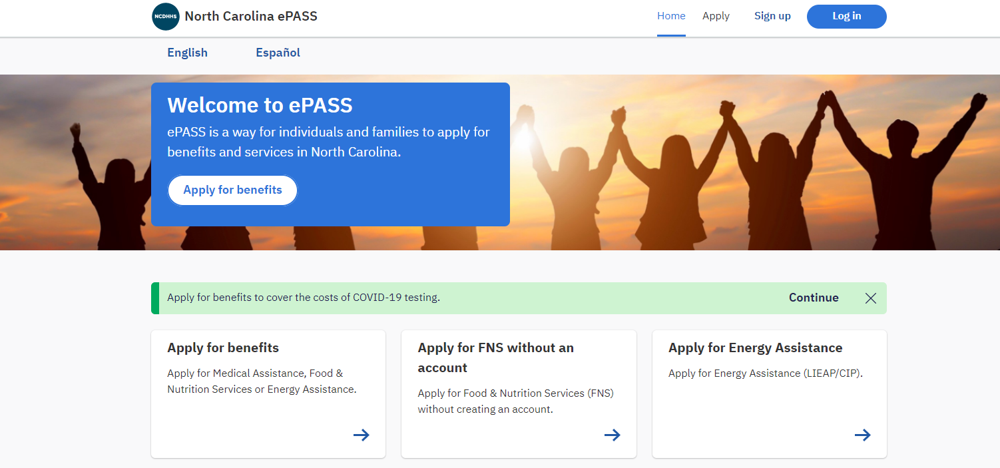 NCDHHS North Carolina ePASS Home Apply Sign up Log in
English Español
Welcome to ePASS
ePASS is a way for individuals and families to apply for
benefits and services in North Carolina.
Apply for benefits
Apply for benefits to cover the costs of COVID-19 testing. Continue
Apply for benefits
Apply for Medical Assistance, Food &
Nutrition Services or Energy Assistance.
Apply for FNS without an
account
Apply for Food & Nutrition Services (FNS)
without creating an account.
Apply for Energy Assistance
Apply for Energy Assistance (LIEAP/CIP).